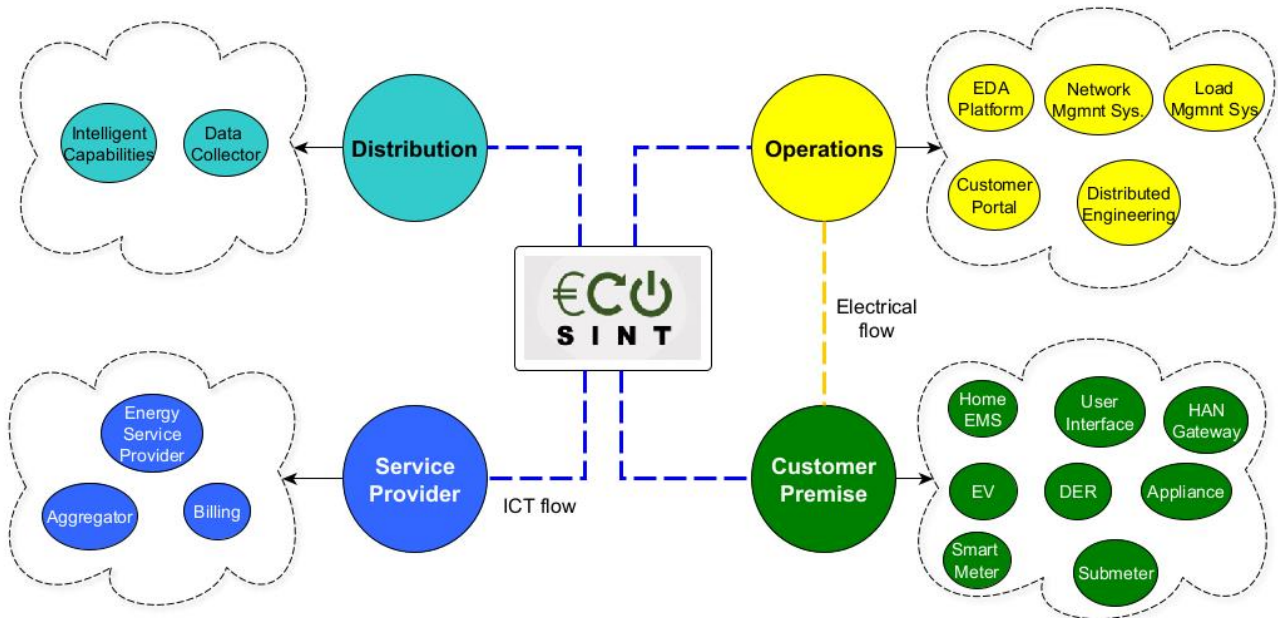 Intelligent
Capabilities
Data
Collector
Distribution
Operations
EDA
Platform
Network
Mgmnt Sys.
Load
Mgmnt Sys
Customer
Portal
Distributed
Engineering
€CO
SINT
Electrical
flow
Energy
Service
Provider
Aggregator
Billing
Service
Provider
ICT flow
Customer
Premise
Home
EMS
User
Interface
HAN
Gateway
EV
DER
Appliance
Smart
Meter
Submeter